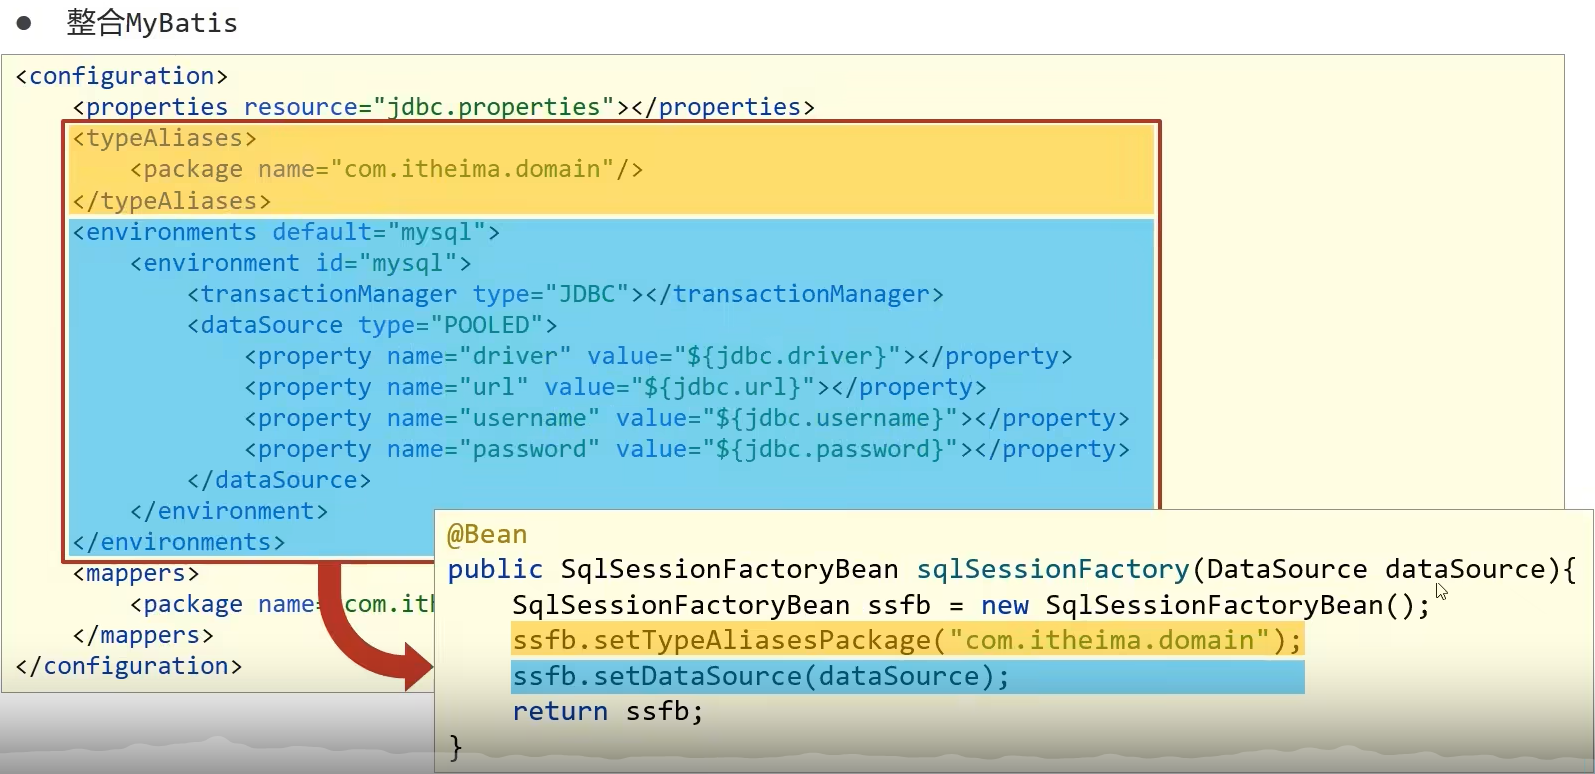 ● 整合MyBatis
<configuration>
<properties resource="jdbc.properties"></properties>
<typeAliases>
<package name="com.itheima.domain"/>
</typeAliases>
<environments default="mysql">
<environment id="mysql">
<transactionManager type="JDBC"></transactionManager>
<dataSource type="POOLED">
<property name="driver" value="${jdbc.driver}"></property>
<property name="url" value="${jdbc.url}"></property>
<property name="username" value="${jdbc.username}"></property>
<property name="password" value="${jdbc.password}"></property>
</dataSource>
</environment>
</environments>
<mappers>
<package name= com.ith
</mappers>
</configuration>
@Bean
public SqlSessionFactoryBean sqlSessionFactory(DataSource dataSource){
SqlSessionFactoryBean ssfb = new SqlSessionFactoryBean();
ssfb.setTypeAliasesPackage("com.itheima.domain");
ssfb.setDataSource(dataSource);
return ssfb;
}